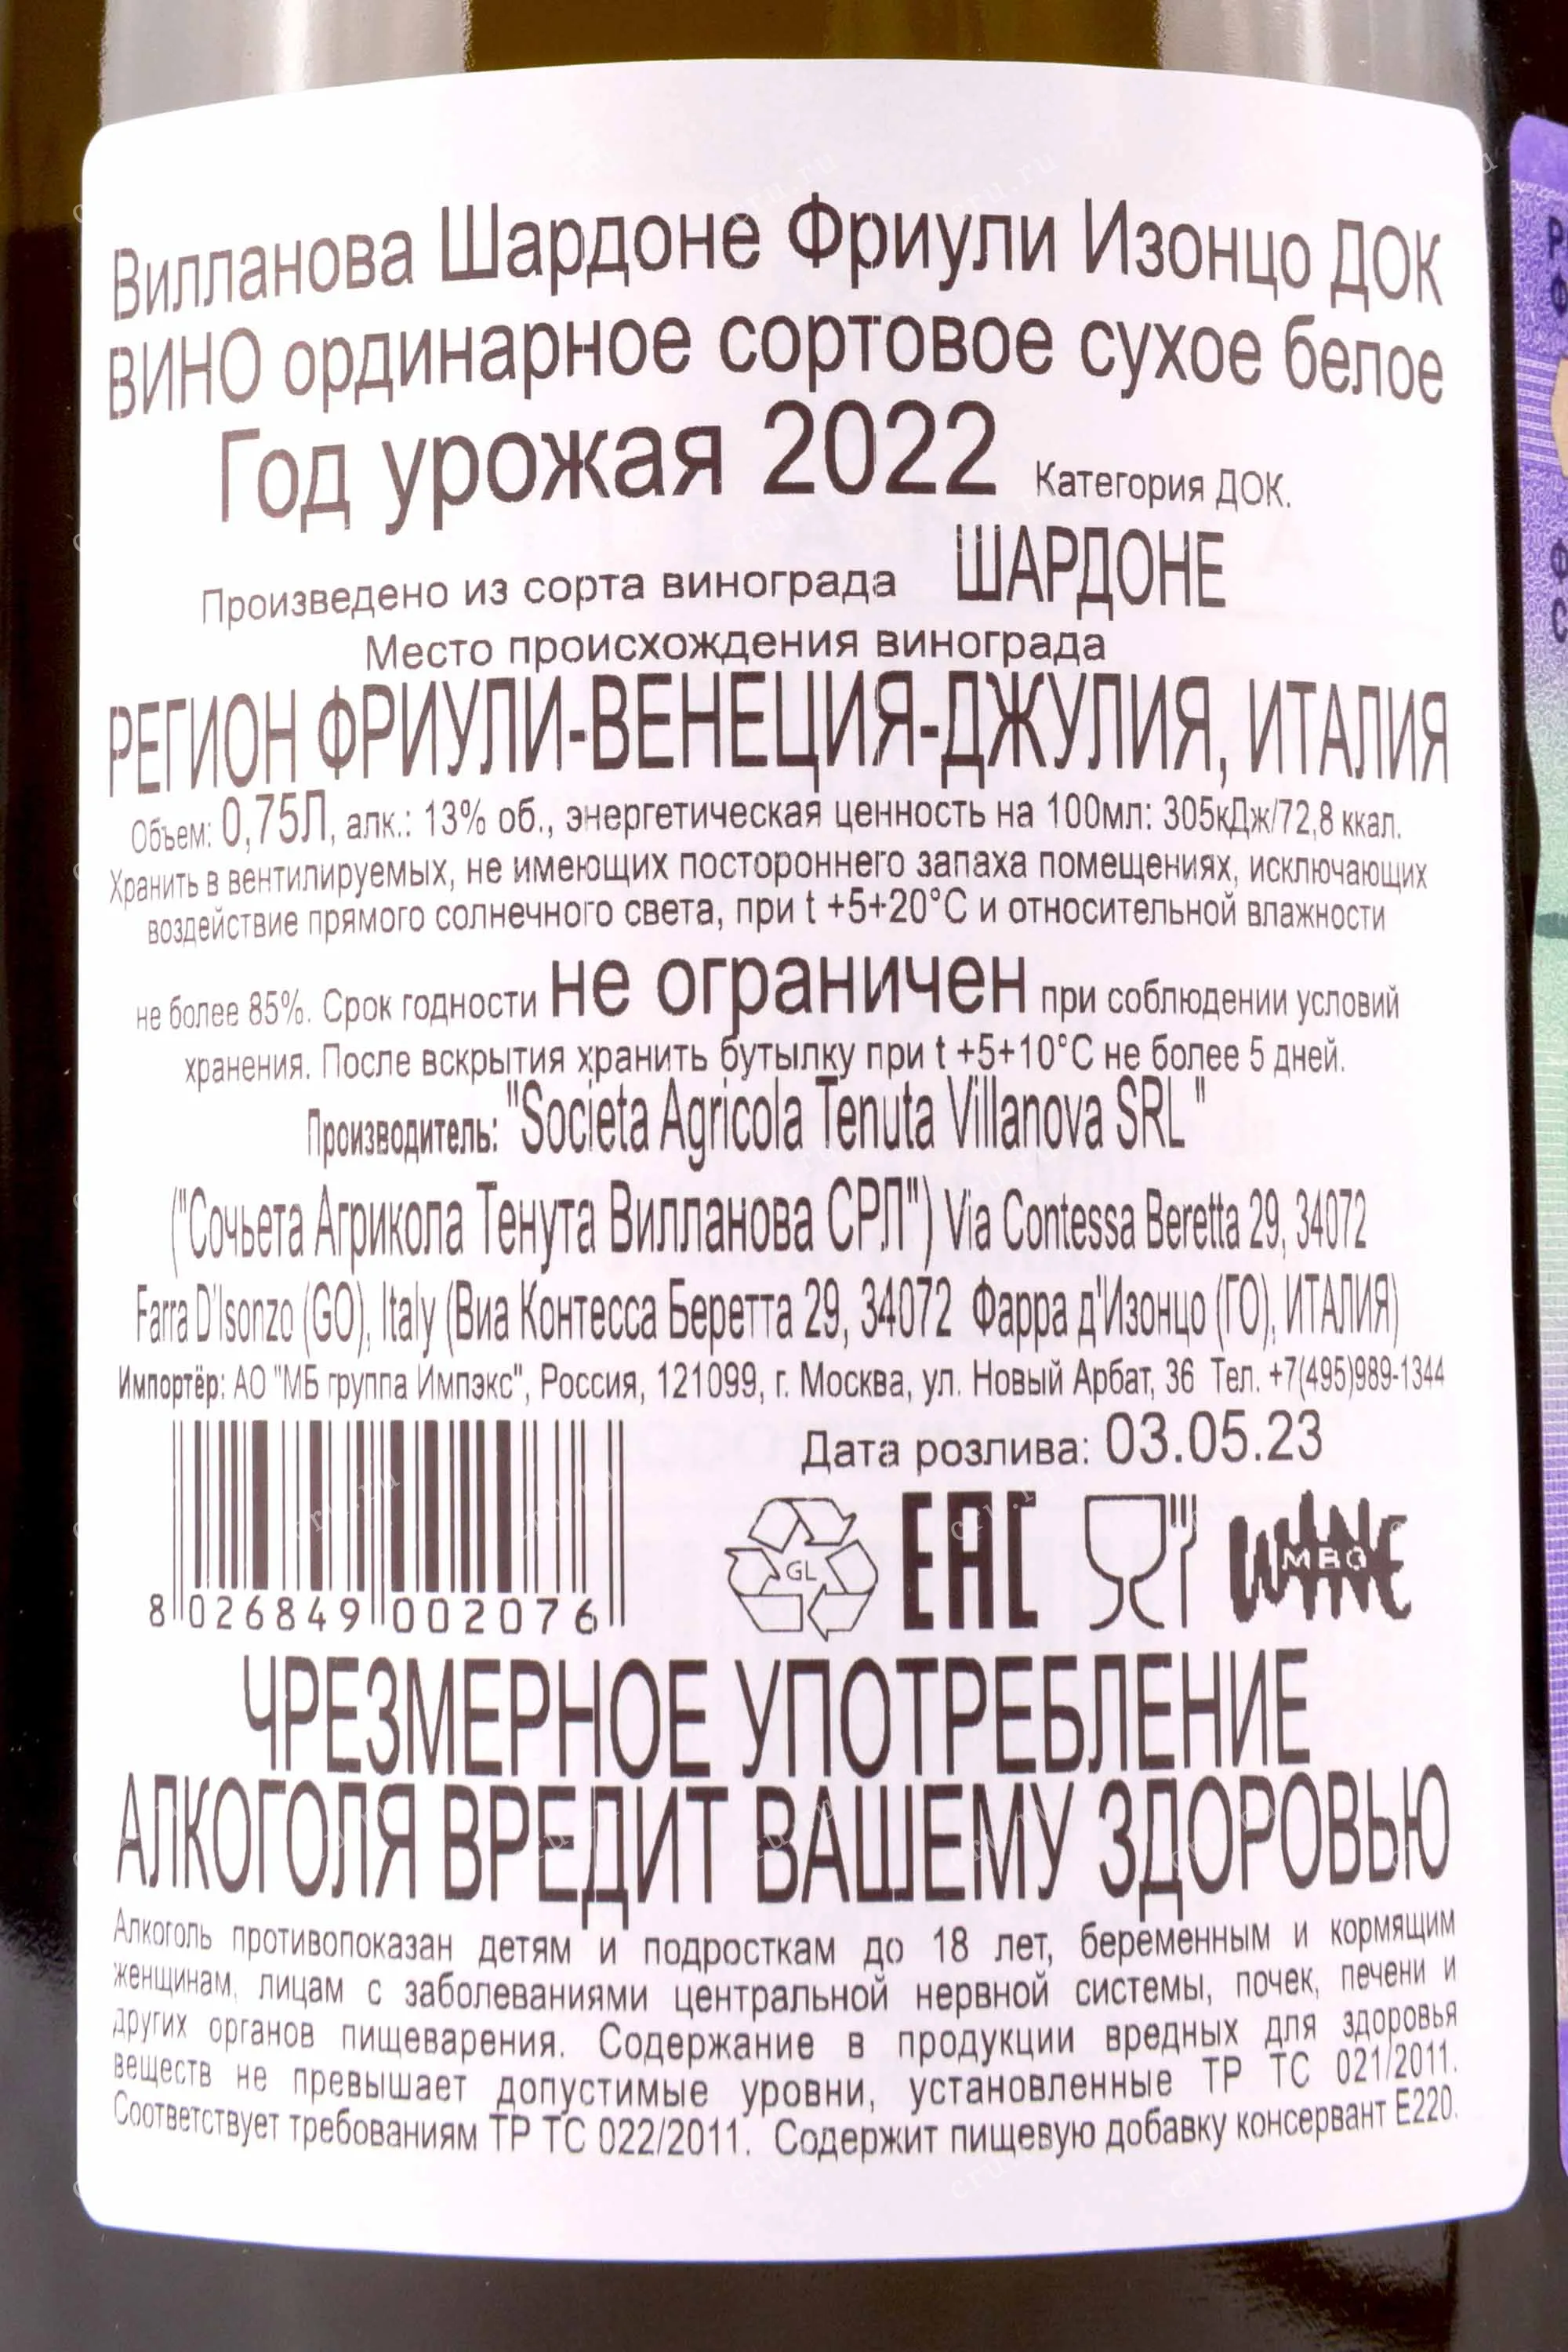 Вилланова Шардоне Фриули Изонцо ДОК
ВИНО ординарное сортовое сухое белое
Год урожая 2022 Категория ДОК.
Произведено из сорта винограда ШАРДОНЕ
Место происхождения винограда
РЕГИОН ФРИУЛИ-ВЕНЕЦИЯ-ДЖУЛИЯ, ИТАЛИЯ
Объем: 0,75Л, алк.: 13% об., энергетическая ценность на 100мл: 305кДж/72,8 ккал.
Хранить в вентилируемых, не имеющих постороннего запаха помещениях, исключающих
воздействие прямого солнечного света, при t +5+20°C и относительной влажности
не более 85%. Срок годности не ограничен при соблюдении условий
хранения. После вскрытия хранить бутылку при t +5+10°C не более 5 дней.
Производитель: "Societa Agricola Tenuta Villanova SRL "
("Сочьета Агрикола Тенута Вилланова СРЛ") Via Contessa Beretta 29, 34072
Farra D'Isonzo (GO), Italy (Виа Контесса Беретта 29, 34072 Фарра д'Изонцо (ГО), ИТАЛИЯ)
Импортёр: АО "МБ группа Импэкс", Россия, 121099, г. Москва, ул. Новый Арбат, 36 Тел. +7(495)989-1344
Дата розлива: 03.05.23
GL EAC WINE MBG
8 026849 002076
ЧРЕЗМЕРНОЕ УПОТРЕБЛЕНИЕ
АЛКОГОЛЯ ВРЕДИТ ВАШЕМУ ЗДОРОВЬЮ
Алкоголь противопоказан детям и подросткам до 18 лет, беременным и кормящим
женщинам, лицам с заболеваниями центральной нервной системы, почек, печени и
других органов пищеварения. Содержание в продукции вредных для здоровья
веществ не превышает допустимые уровни, установленные ТР ТС 021/2011.
Соответствует требованиям ТР ТС 022/2011. Содержит пищевую добавку консервант Е220.